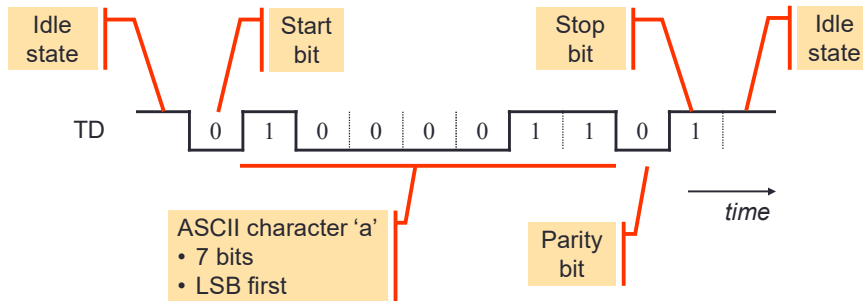 Idle
state
Start
bit
Stop
bit
Idle
state
TD
0 1 0 0 0 0 1 1 0 1
time
ASCII character ‘a’
• 7 bits
• LSB first
Parity
bit